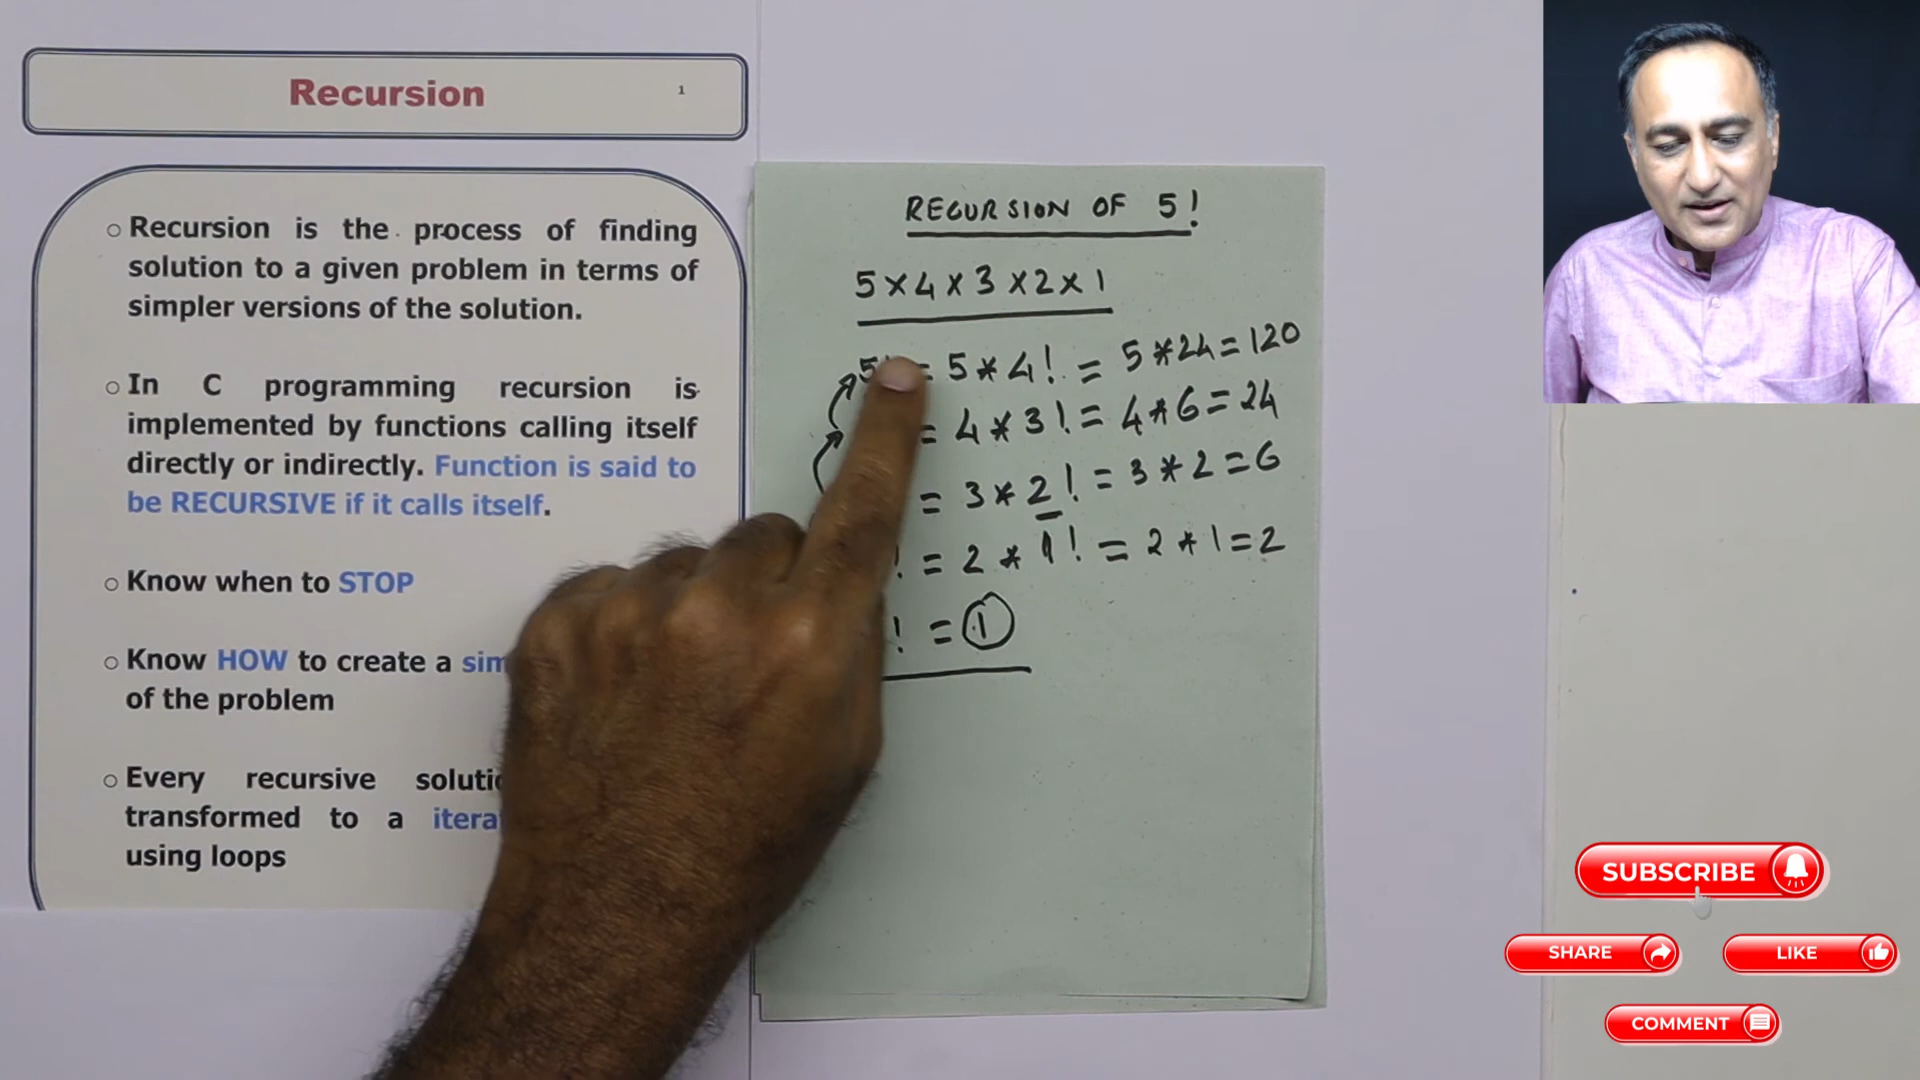 Recursion
1
Recursion is the process of finding
solution to a given problem in terms of
simpler versions of the solution.
In C programming recursion is
implemented by functions calling itself
directly or indirectly. Function is said to
be RECURSIVE if it calls itself.
Know when to STOP
Know HOW to create a
of the problem
Every recursive
transformed to a
using loops
RECURSION OF 5!
5×4×3×2×1
5! = 5*4! = 5*24=120
= 4*3! = 4*6=24
= 3*2! = 3*2=6
! = 2*1! = 2*1=2
! = 1
SUBSCRIBE
SHARE
LIKE
COMMENT